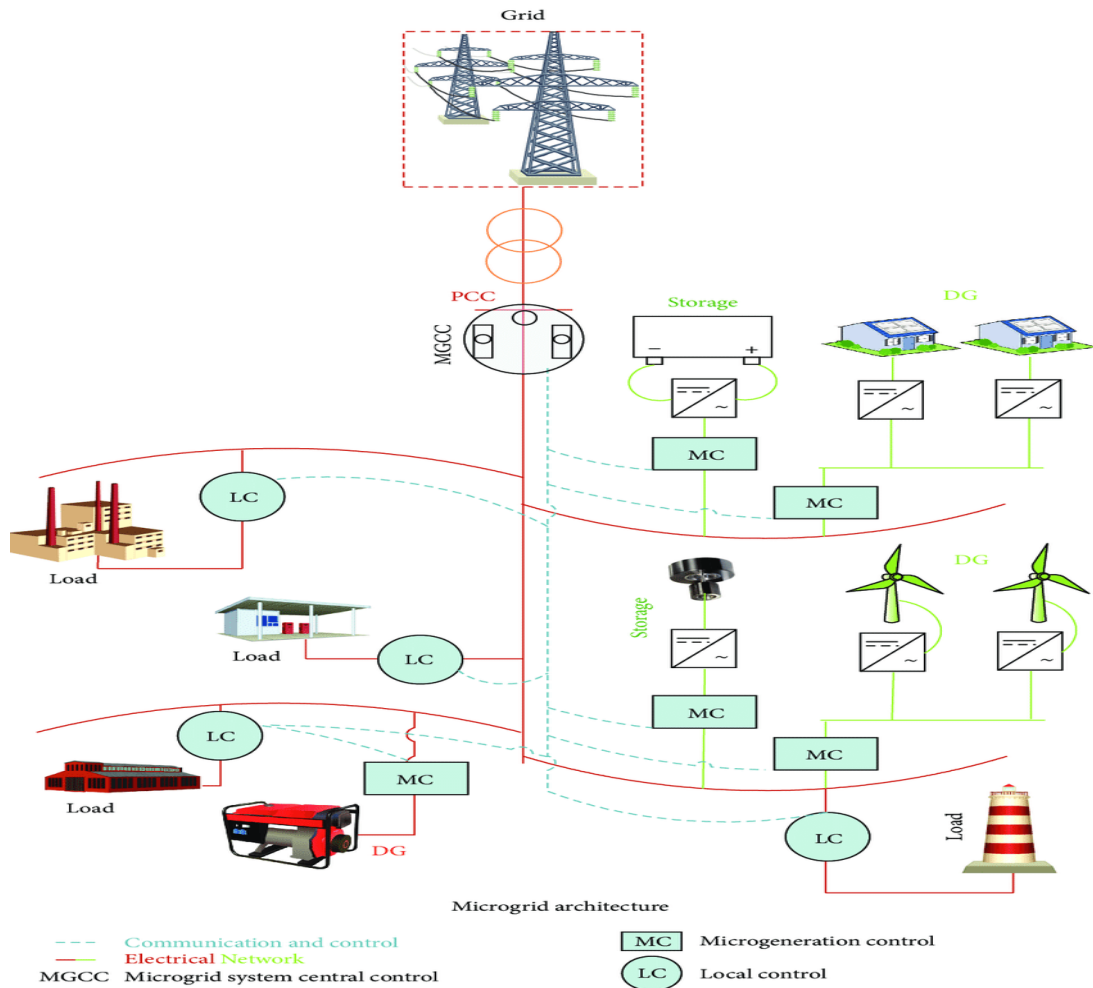 Grid
PCC
MGCC
Storage
DG
− +
~
~
~
MC
LC
MC
Load
Storage
DG
Load
LC
~
~
~
MC
LC
MC
MC
Load
DG
LC
Load
Microgrid architecture
Communication and control
Electrical Network
MGCC Microgrid system central control
MC Microgeneration control
LC Local control